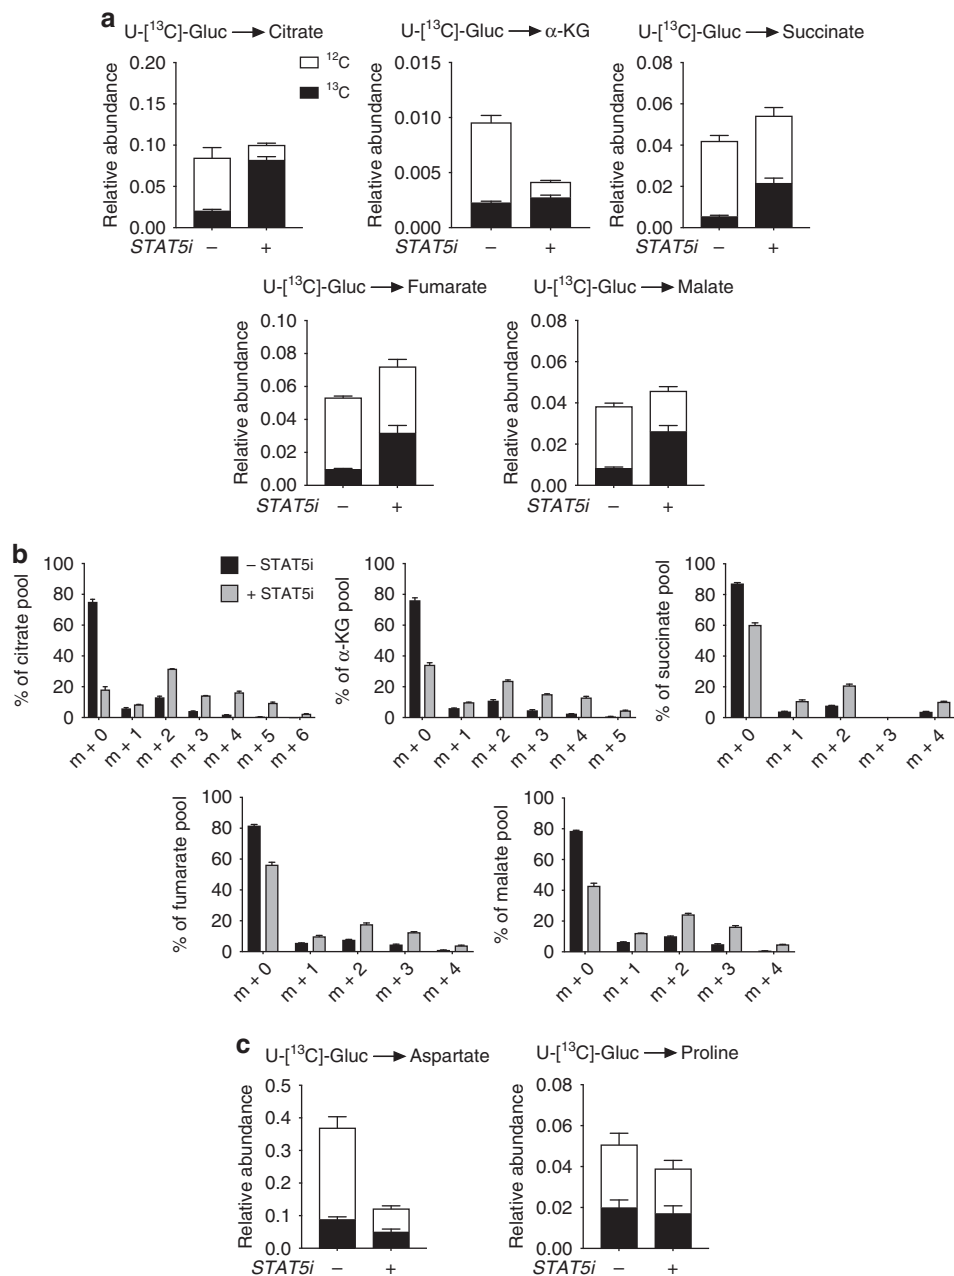 a
U-[¹³C]-Gluc → Citrate
U-[¹³C]-Gluc → α-KG
U-[¹³C]-Gluc → Succinate
¹²C
¹³C
Relative abundance
0.20
0.15
0.10
0.05
0.00
STAT5i – +
Relative abundance
0.015
0.010
0.005
0.000
STAT5i – +
Relative abundance
0.08
0.06
0.04
0.02
0.00
STAT5i – +
U-[¹³C]-Gluc → Fumarate
U-[¹³C]-Gluc → Malate
Relative abundance
0.10
0.08
0.06
0.04
0.02
0.00
STAT5i – +
Relative abundance
0.08
0.06
0.04
0.02
0.00
STAT5i – +
b
– STAT5i
+ STAT5i
% of citrate pool
100
80
60
40
20
0
m + 0 m + 1 m + 2 m + 3 m + 4 m + 5 m + 6
% of α-KG pool
100
80
60
40
20
0
m + 0 m + 1 m + 2 m + 3 m + 4 m + 5
% of succinate pool
100
80
60
40
20
0
m + 0 m + 1 m + 2 m + 3 m + 4
% of fumarate pool
100
80
60
40
20
0
m + 0 m + 1 m + 2 m + 3 m + 4
% of malate pool
100
80
60
40
20
0
m + 0 m + 1 m + 2 m + 3 m + 4
c
U-[¹³C]-Gluc → Aspartate
U-[¹³C]-Gluc → Proline
Relative abundance
0.5
0.4
0.3
0.2
0.1
0.0
STAT5i – +
Relative abundance
0.08
0.06
0.04
0.02
0.00
STAT5i – +